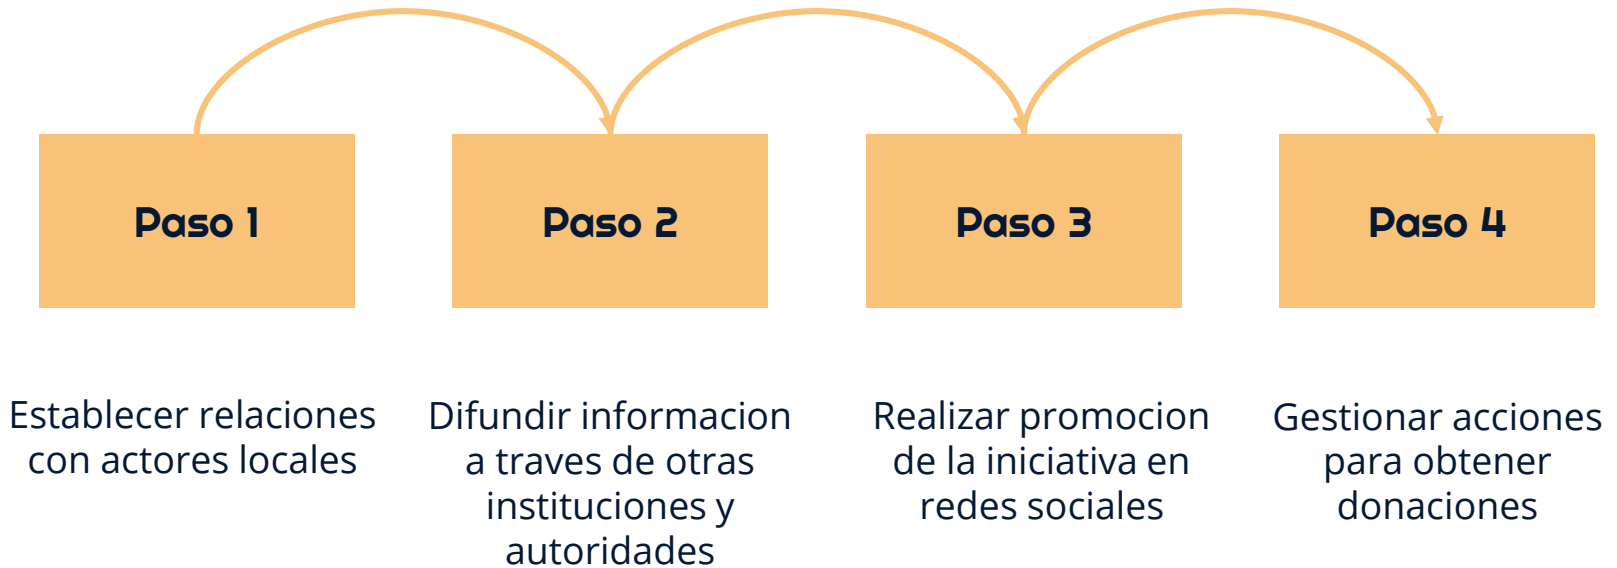 Paso 1
Paso 2
Paso 3
Paso 4
Establecer relaciones
con actores locales
Difundir informacion
a traves de otras
instituciones y
autoridades
Realizar promocion
de la iniciativa en
redes sociales
Gestionar acciones
para obtener
donaciones